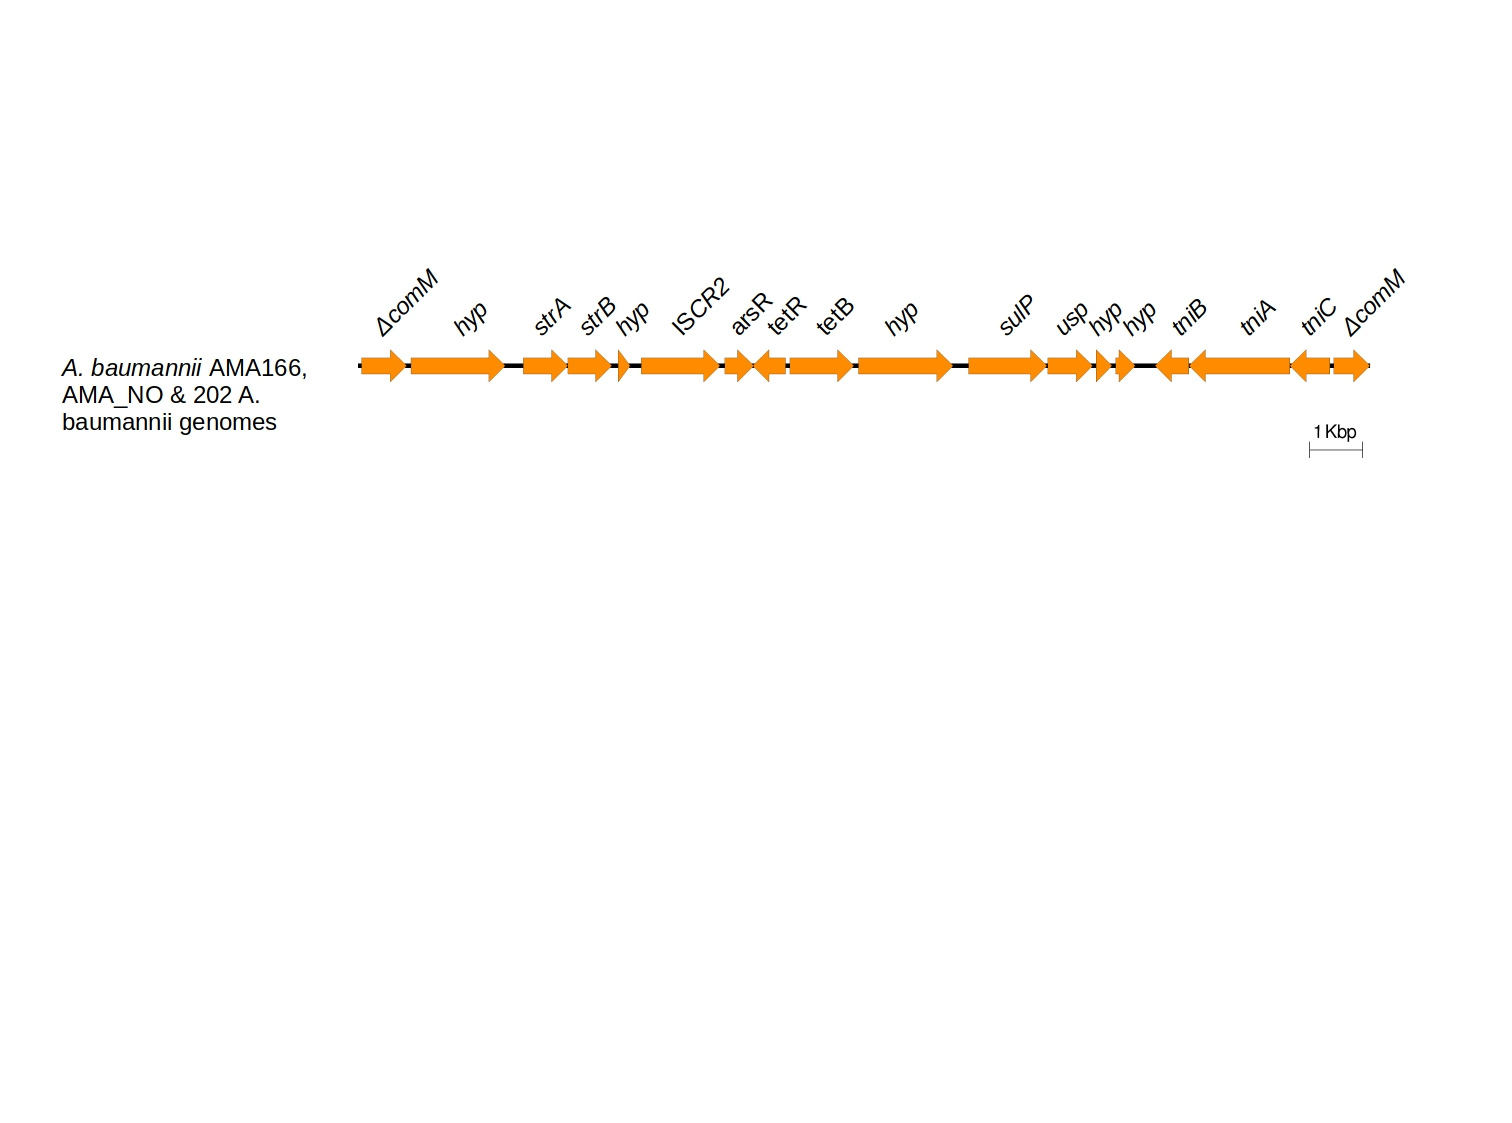 ΔcomM hyp strA strB hyp ISCR2 arsR tetR tetB hyp sulP usp hyp hyp tniB tniA tniC ΔcomM
A. baumannii AMA166,
AMA_NO & 202 A.
baumannii genomes
1 Kbp